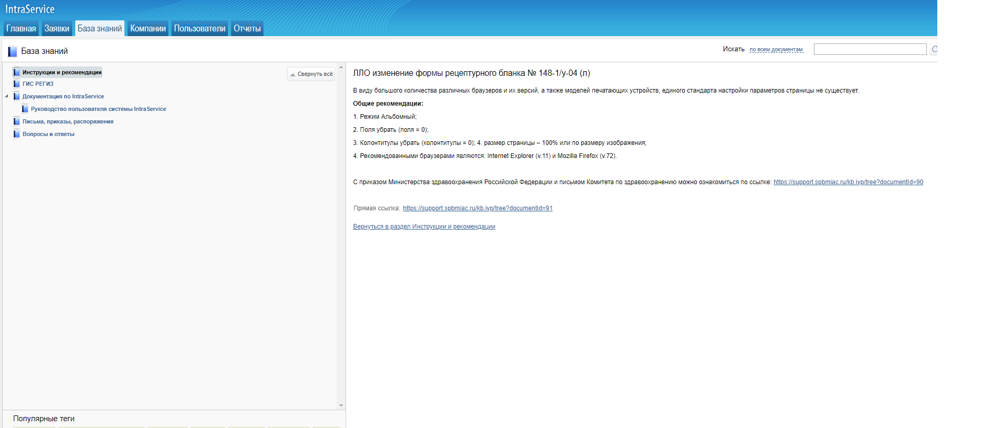 IntraService
Главная Заявки База знаний Компании Пользователи Отчеты
База знаний
Искать по всем документам
Инструкции и рекомендации
Свернуть всё
ГИС РЕГИЗ
Документация по IntraService
Руководство пользователя системы IntraService
Письма, приказы, распоряжения
Вопросы и ответы
Популярные теги
ЛЛО изменение формы рецептурного бланка № 148-1/у-04 (л)
В виду большого количества различных браузеров и их версий, а также моделей печатающих устройств, единого стандарта настройки параметров страницы не существует.
Общие рекомендации:
1. Режим Альбомный;
2. Поля убрать (поля = 0);
3. Колонтитулы убрать (колонтитулы = 0); 4. размер страницы – 100% или по размеру изображения;
4. Рекомендованными браузерами являются: Internet Explorer (v.11) и Mozilla Firefox (v.72).
С приказом Министерства здравоохранения Российской Федерации и письмом Комитета по здравоохранению можно ознакомиться по ссылке: https://support.spbmiac.ru/kb.ivp/tree?documentId=90
Прямая ссылка: https://support.spbmiac.ru/kb.ivp/tree?documentId=91
Вернуться в раздел Инструкции и рекомендации